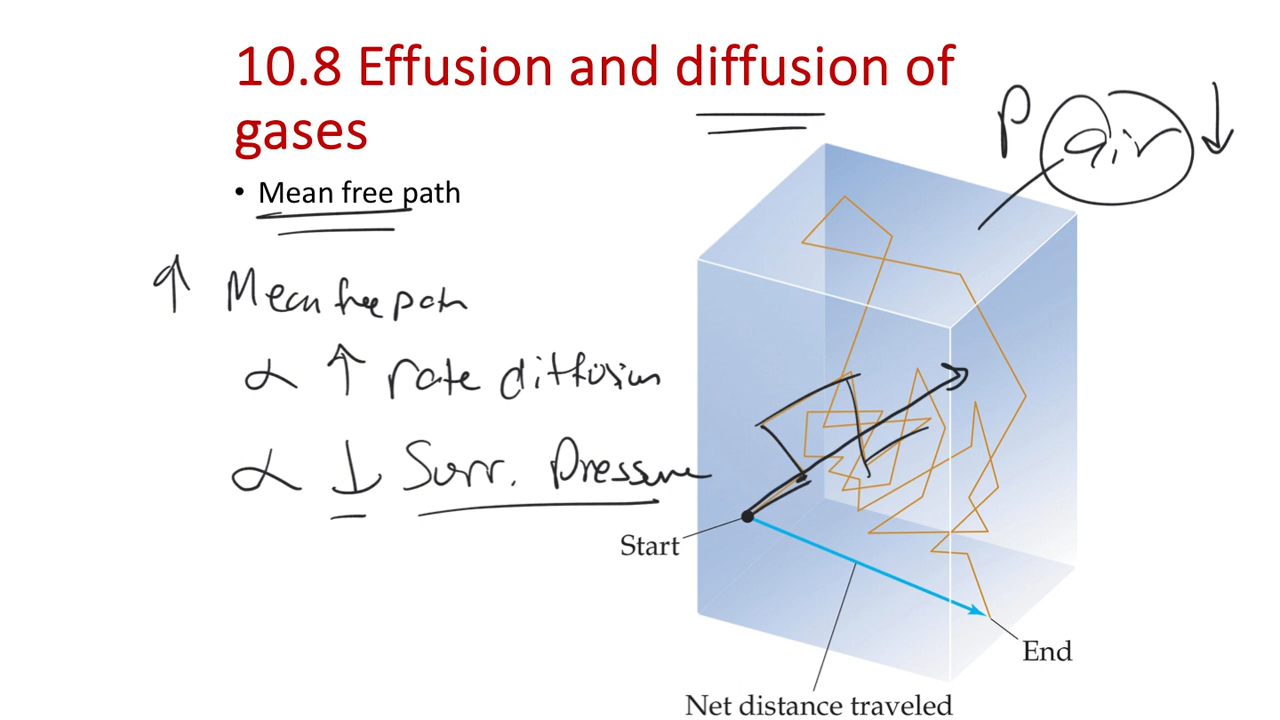 10.8 Effusion and diffusion of
gases
• Mean free path
P air ↓
↑ Mean free path
∝ ↑ rate diffusion
∝ ↓ Surr. Pressure
Start
End
Net distance traveled